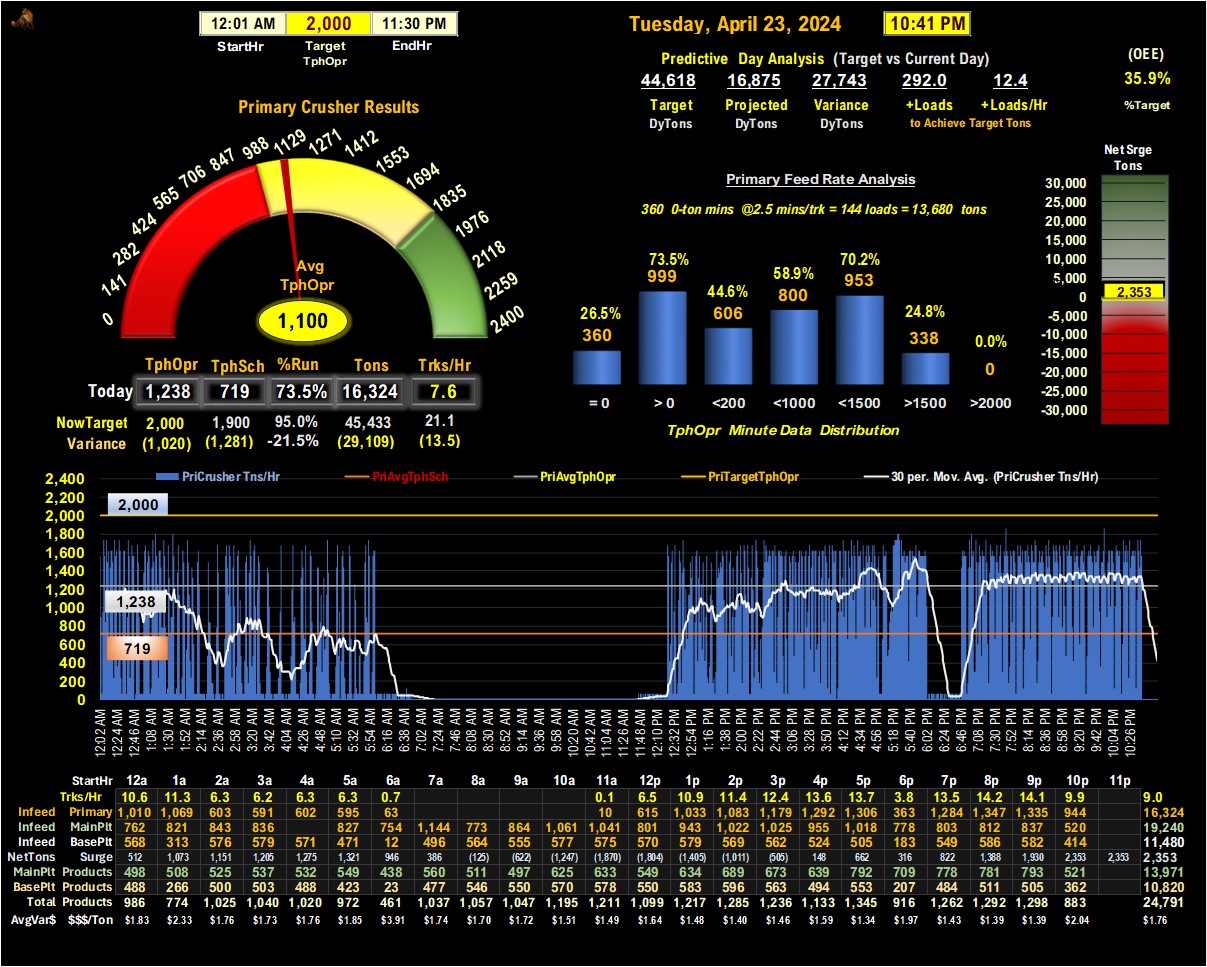 12:01 AM 2,000 11:30 PM
StartHr Target TphOpr EndHr
Tuesday, April 23, 2024 10:41 PM
Predictive Day Analysis (Target vs Current Day)
44,618 16,875 27,743 292.0 12.4
Target Projected Variance +Loads +Loads/Hr
DyTons DyTons DyTons to Achieve Target Tons
(OEE)
35.9%
%Target
Primary Crusher Results
0 141 282 424 565 706 847 988 1129 1271 1412 1553 1694 1835 1976 2118 2259 2400
Avg
TphOpr
1,100
TphOpr TphSch %Run Tons Trks/Hr
Today 1,238 719 73.5% 16,324 7.6
NowTarget 2,000 1,900 95.0% 45,433 21.1
Variance (1,020) (1,281) -21.5% (29,109) (13.5)
Primary Feed Rate Analysis
360 0-ton mins @2.5 mins/trk = 144 loads = 13,680 tons
26.5% 73.5% 44.6% 58.9% 70.2% 24.8% 0.0%
360 999 606 800 953 338 0
= 0 > 0 <200 <1000 <1500 >1500 >2000
TphOpr Minute Data Distribution
Net Srge
Tons
30,000
25,000
20,000
15,000
10,000
5,000
0
-5,000
-10,000
-15,000
-20,000
-25,000
-30,000
2,353
PriCrusher Tns/Hr PriAvgTphSch PriAvgTphOpr PriTargetTphOpr 30 per. Mov. Avg. (PriCrusher Tns/Hr)
2,400
2,200
2,000
1,800
1,600
1,400
1,200
1,000
800
600
400
200
0
2,000
1,238
719
12:02 AM 12:24 AM 12:46 AM 1:08 AM 1:30 AM 1:52 AM 2:14 AM 2:36 AM 2:58 AM 3:20 AM 3:42 AM 4:04 AM 4:26 AM 4:48 AM 5:10 AM 5:32 AM 5:54 AM 6:16 AM 6:38 AM 7:02 AM 7:24 AM 7:46 AM 8:08 AM 8:30 AM 8:52 AM 9:14 AM 9:36 AM 9:58 AM 10:20 AM 10:42 AM 11:04 AM 11:26 AM 11:48 AM 12:10 PM 12:32 PM 12:54 PM 1:16 PM 1:38 PM 2:00 PM 2:22 PM 2:44 PM 3:06 PM 3:28 PM 3:50 PM 4:12 PM 4:34 PM 4:56 PM 5:18 PM 5:40 PM 6:02 PM 6:24 PM 6:46 PM 7:08 PM 7:30 PM 7:52 PM 8:14 PM 8:36 PM 8:58 PM 9:20 PM 9:42 PM 10:04 PM 10:26 PM
StartHr 12a 1a 2a 3a 4a 5a 6a 7a 8a 9a 10a 11a 12p 1p 2p 3p 4p 5p 6p 7p 8p 9p 10p 11p
Trks/Hr 10.6 11.3 6.3 6.2 6.3 6.3 0.7 0.1 6.5 10.9 11.4 12.4 13.6 13.7 3.8 13.5 14.2 14.1 9.9 9.0
Infeed Primary 1,010 1,069 603 591 602 595 63 10 615 1,033 1,083 1,179 1,292 1,306 363 1,284 1,347 1,335 944 16,324
Infeed MainPlt 762 821 843 836 827 754 1,144 773 864 1,061 1,041 801 943 1,022 1,025 955 1,018 778 803 812 837 520 19,240
Infeed BasePlt 568 313 576 579 571 471 12 496 564 555 577 575 570 579 569 562 524 505 183 549 586 582 414 11,480
NetTons Surge 512 1,073 1,151 1,205 1,275 1,321 946 386 (125) (622) (1,247) (1,870) (1,804) (1,405) (1,011) (505) 148 662 316 822 1,388 1,930 2,353 2,353 2,353
MainPlt Products 498 508 525 537 532 549 438 560 511 497 625 633 549 634 689 673 640 639 792 709 778 781 793 521 13,971
BasePlt Products 488 266 500 503 488 423 23 477 546 550 570 578 550 583 596 563 494 553 207 484 511 505 362 10,820
Total Products 986 774 1,025 1,040 1,020 972 461 1,037 1,057 1,047 1,195 1,211 1,099 1,217 1,285 1,236 1,133 1,345 916 1,262 1,292 1,298 883 24,791
AvgVar$ $$$/Ton $1.83 $2.33 $1.76 $1.73 $1.76 $1.85 $3.91 $1.74 $1.70 $1.72 $1.51 $1.49 $1.64 $1.48 $1.40 $1.46 $1.59 $1.34 $1.97 $1.43 $1.39 $1.39 $2.04 $1.76